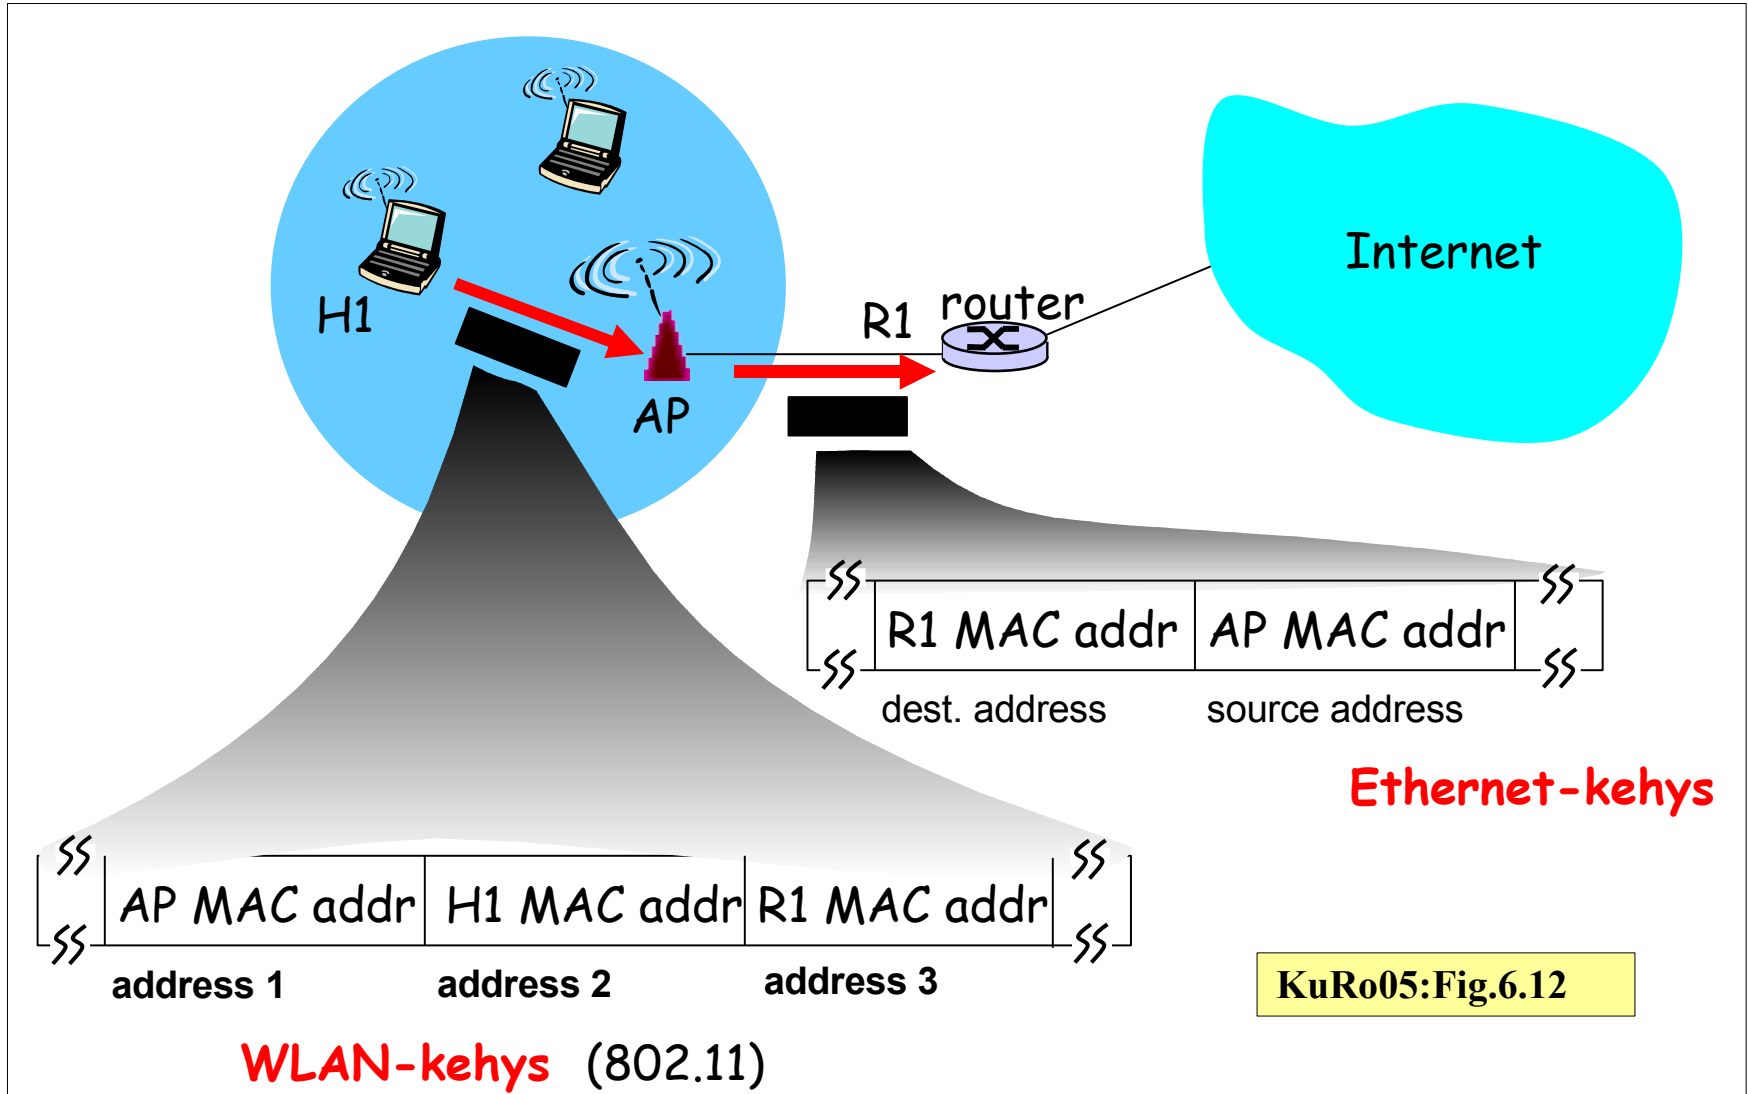 Internet
router
R1
H1
AP
R1 MAC addr
AP MAC addr
dest. address
source address
Ethernet-kehys
AP MAC addr
H1 MAC addr
R1 MAC addr
address 1
address 2
address 3
KuRo05:Fig.6.12
WLAN-kehys (802.11)